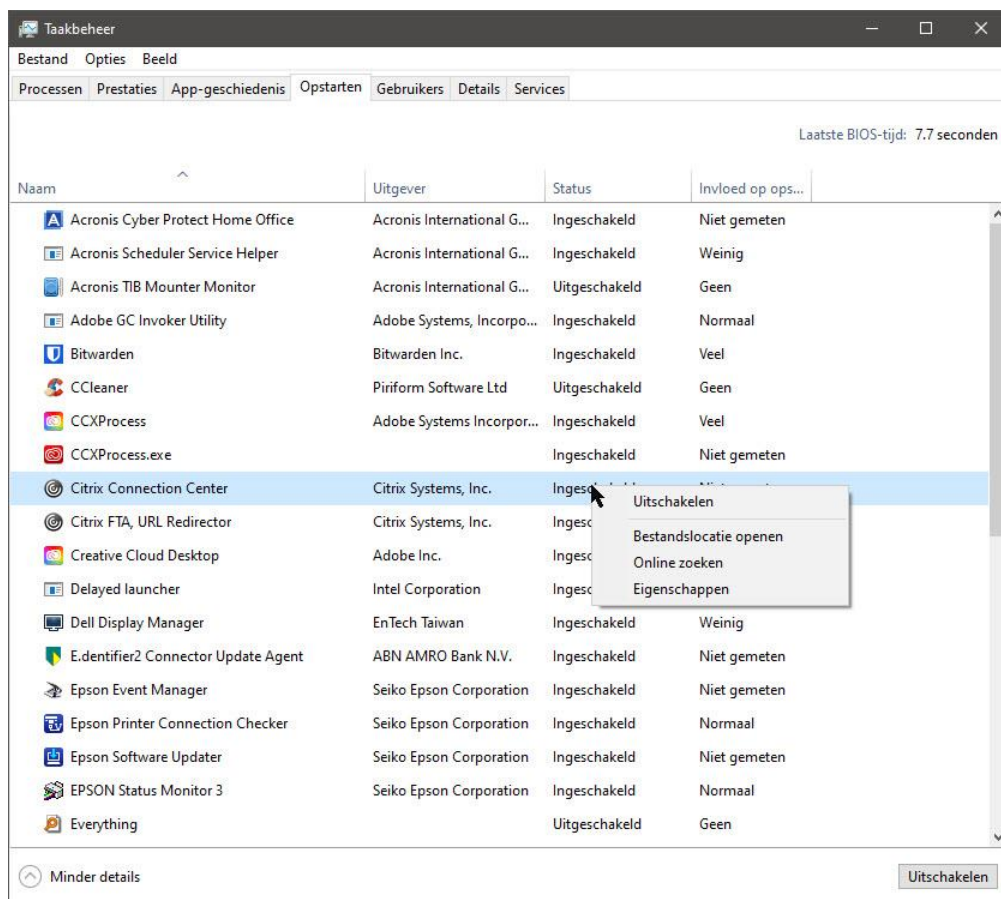 Taakbeheer
Bestand Opties Beeld
Processen Prestaties App-geschiedenis Opstarten Gebruikers Details Services
Laatste BIOS-tijd: 7.7 seconden
Naam Uitgever Status Invloed op ops...
Acronis Cyber Protect Home Office Acronis International G... Ingeschakeld Niet gemeten
Acronis Scheduler Service Helper Acronis International G... Ingeschakeld Weinig
Acronis TIB Mounter Monitor Acronis International G... Uitgeschakeld Geen
Adobe GC Invoker Utility Adobe Systems, Incorpo... Ingeschakeld Normaal
Bitwarden Bitwarden Inc. Ingeschakeld Veel
CCleaner Piriform Software Ltd Uitgeschakeld Geen
CCXProcess Adobe Systems Incorpor... Ingeschakeld Veel
CCXProcess.exe Ingeschakeld Niet gemeten
Citrix Connection Center Citrix Systems, Inc.
Uitschakelen
Citrix FTA, URL Redirector Citrix Systems, Inc.
Bestandslocatie openen
Creative Cloud Desktop Adobe Inc.
Online zoeken
Delayed launcher Intel Corporation
Eigenschappen
Dell Display Manager EnTech Taiwan Ingeschakeld Weinig
E.dentifier2 Connector Update Agent ABN AMRO Bank N.V. Ingeschakeld Niet gemeten
Epson Event Manager Seiko Epson Corporation Ingeschakeld Niet gemeten
Epson Printer Connection Checker Seiko Epson Corporation Ingeschakeld Normaal
Epson Software Updater Seiko Epson Corporation Ingeschakeld Niet gemeten
EPSON Status Monitor 3 Seiko Epson Corporation Ingeschakeld Normaal
Everything Uitgeschakeld Geen
Minder details Uitschakelen